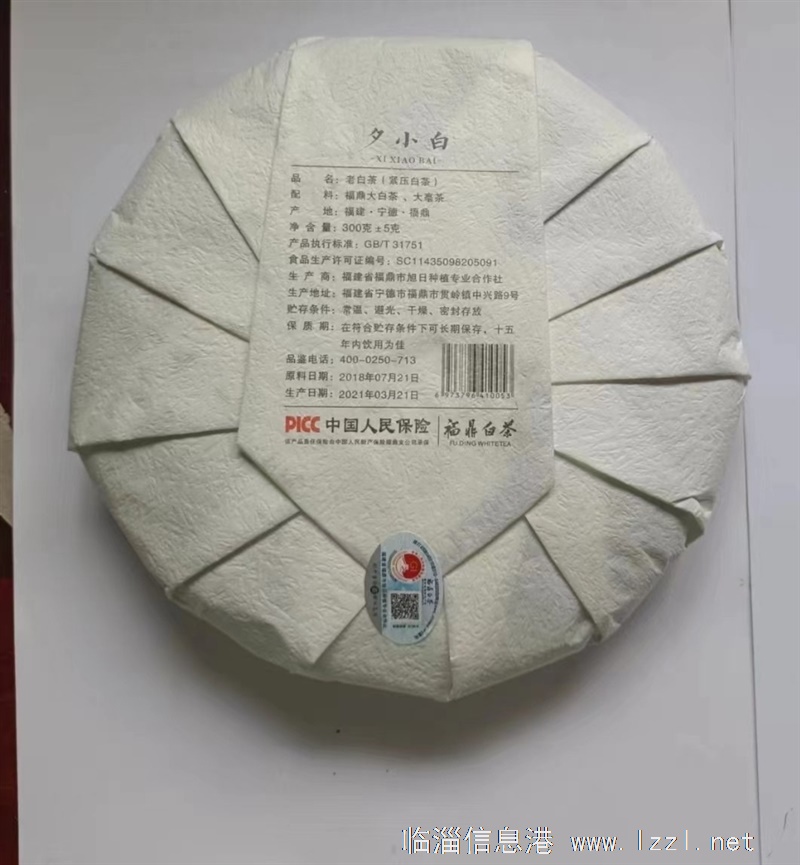 夕小白
XI XIAO BAI
品 名：老白茶（紧压白茶）
配 料：福鼎大白茶、大毫茶
产 地：福建·宁德·福鼎
净 含 量：300克±5克
产品执行标准：GB/T 31751
食品生产许可证编号：SC11435098205091
生 产 商：福建省福鼎市旭日种植专业合作社
生产地址：福建省宁德市福鼎市贯岭镇中兴路9号
贮存条件：常温、避光、干燥、密封存放
保 质 期：在符合贮存条件下可长期保存，十五
年内饮用为佳
品鉴电话：400-0250-713
原料日期：2018年07月21日
生产日期：2021年03月21日
6973796410053
PICC 中国人民保险
福鼎白茶
FUDING WHITE TEA
临淄信息港 www.lzzl.net